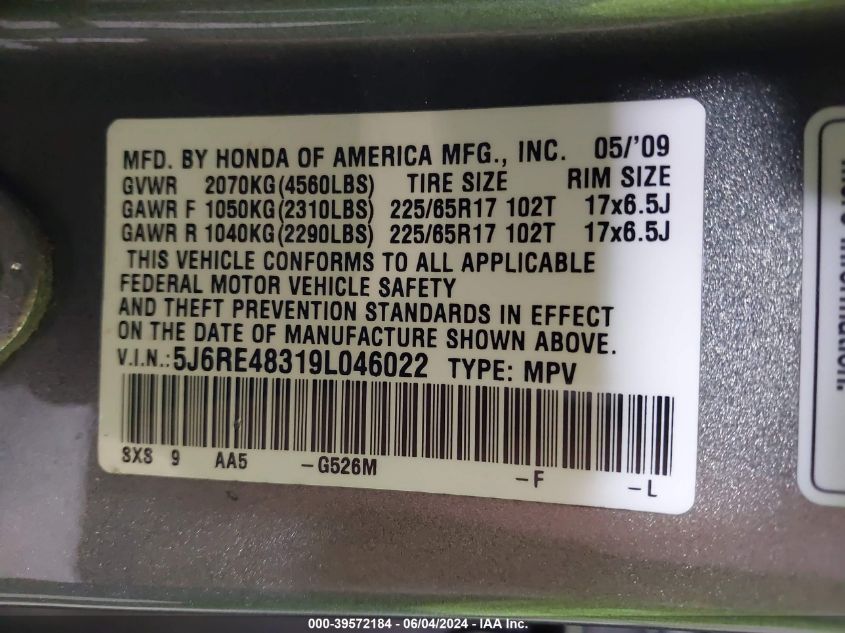 MFD. BY HONDA OF AMERICA MFG., INC. 05/'09
GVWR 2070KG(4560LBS) TIRE SIZE RIM SIZE
GAWR F 1050KG(2310LBS) 225/65R17 102T 17x6.5J
GAWR R 1040KG(2290LBS) 225/65R17 102T 17x6.5J
THIS VEHICLE CONFORMS TO ALL APPLICABLE
FEDERAL MOTOR VEHICLE SAFETY
AND THEFT PREVENTION STANDARDS IN EFFECT
ON THE DATE OF MANUFACTURE SHOWN ABOVE.
V.I.N.:5J6RE48319L046022 TYPE: MPV
SXS 9 AA5 -G526M -F -L
information.
000-39572184 - 06/04/2024 - IAA Inc.